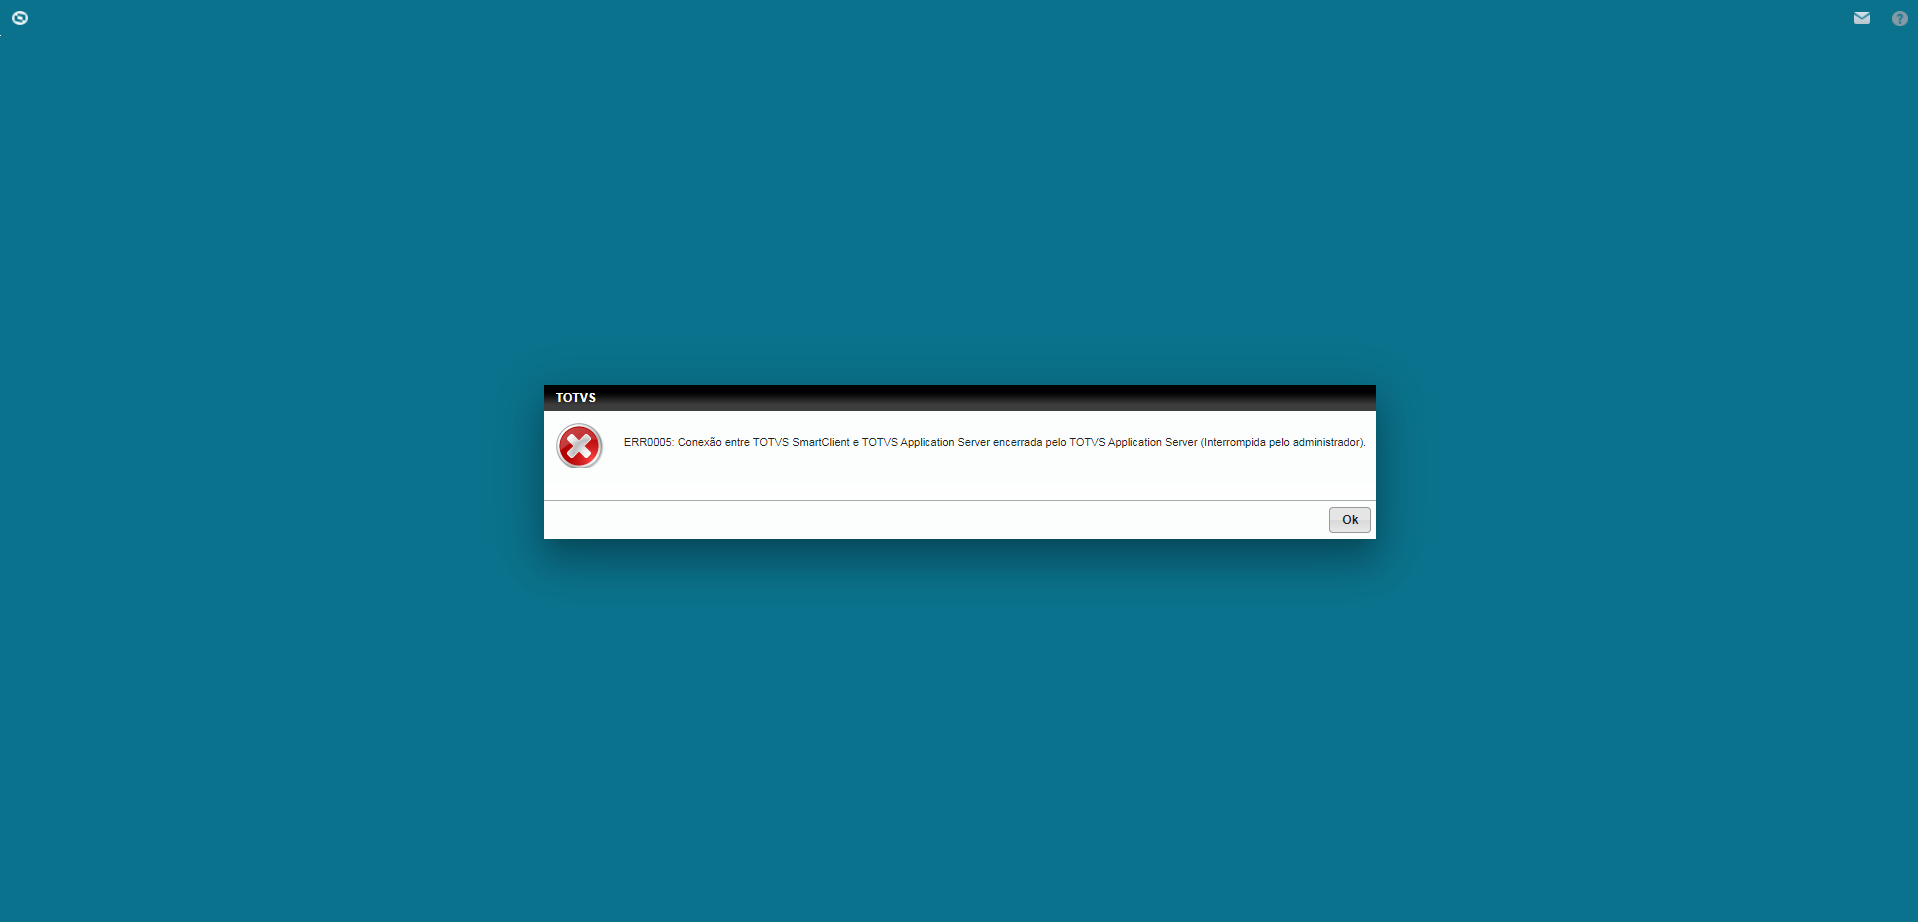 TOTVS
ERR0005: Conexão entre TOTVS SmartClient e TOTVS Application Server encerrada pelo TOTVS Application Server (Interrompida pelo administrador).
Ok